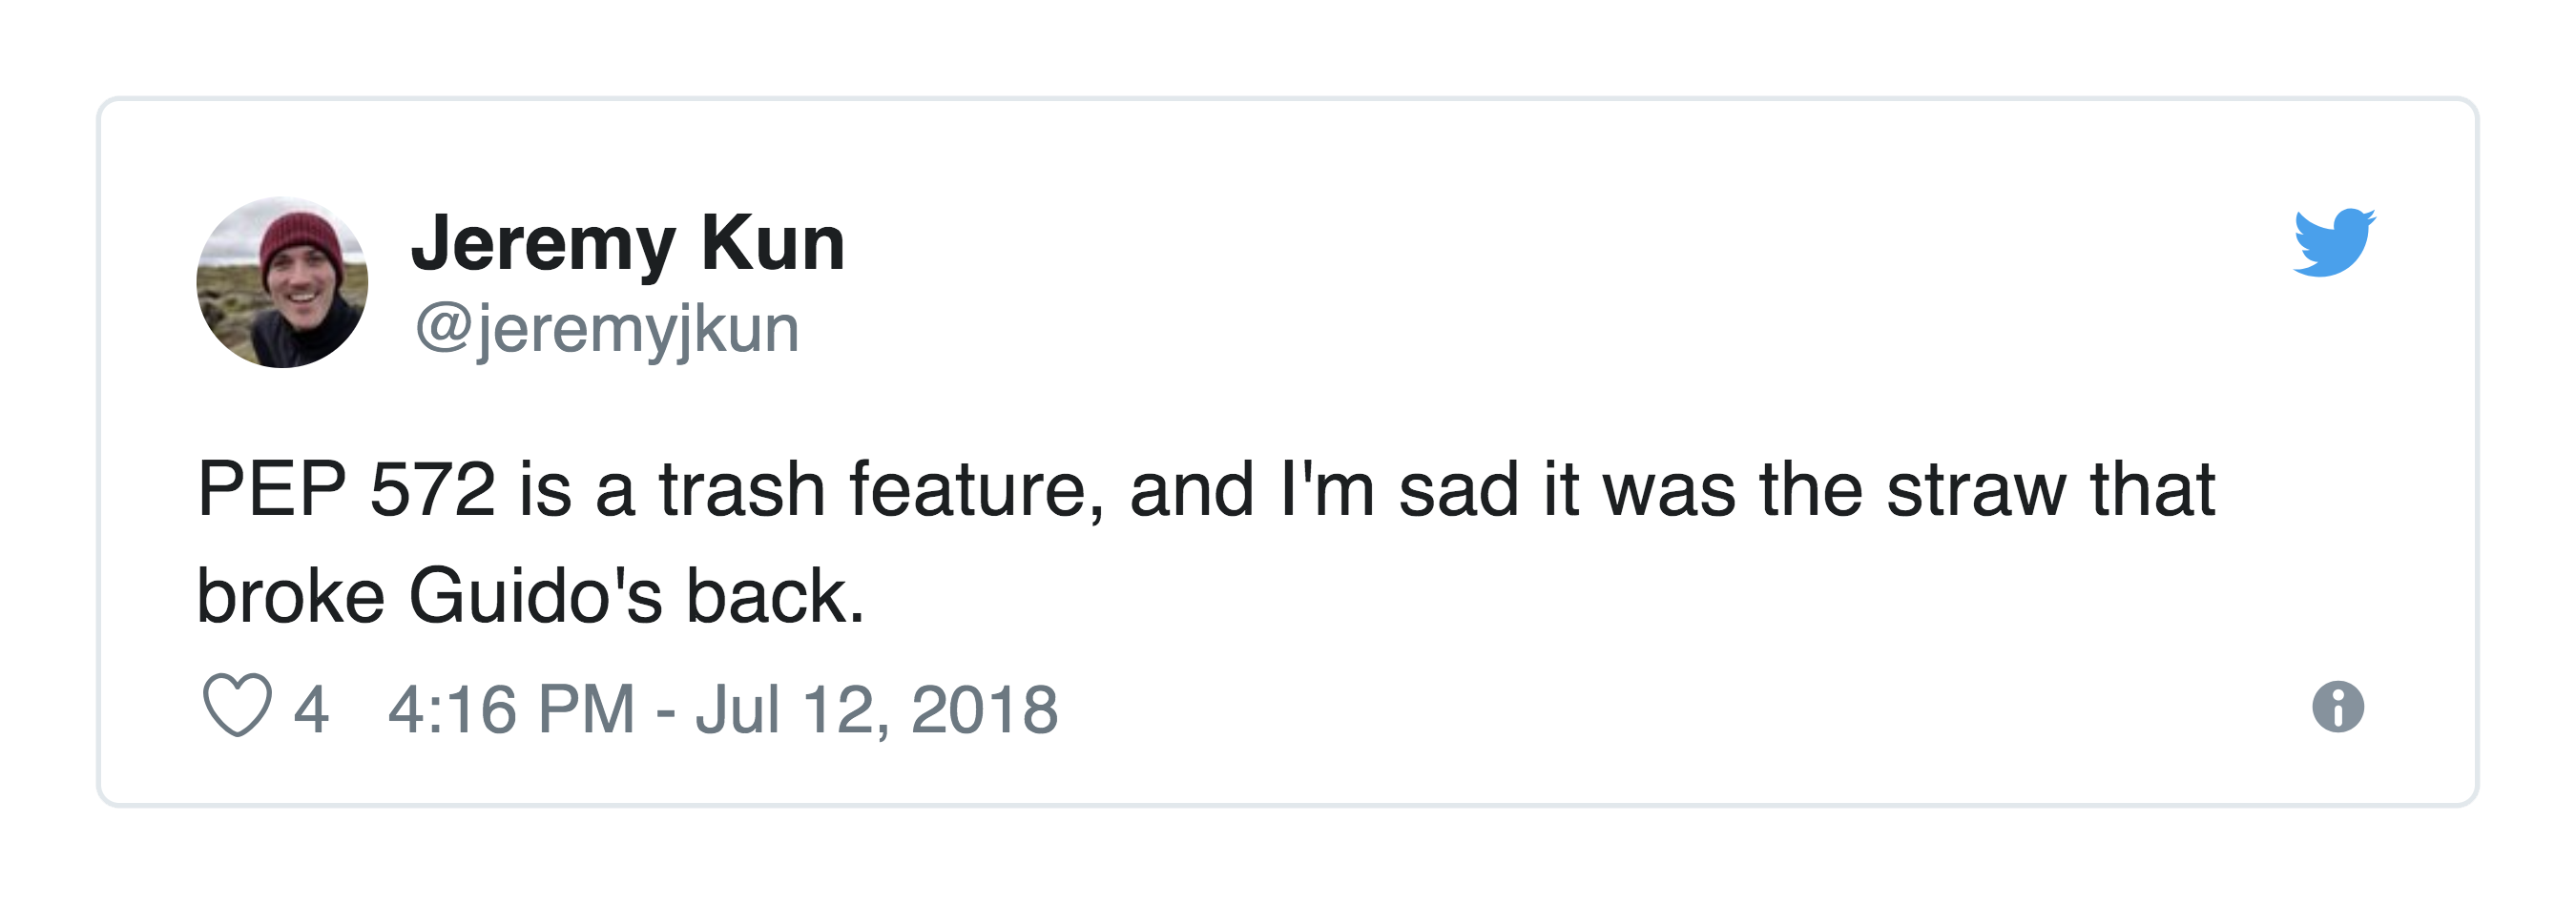 Jeremy Kun
@jeremyjkun
PEP 572 is a trash feature, and I'm sad it was the straw that
broke Guido's back.
4 4:16 PM - Jul 12, 2018